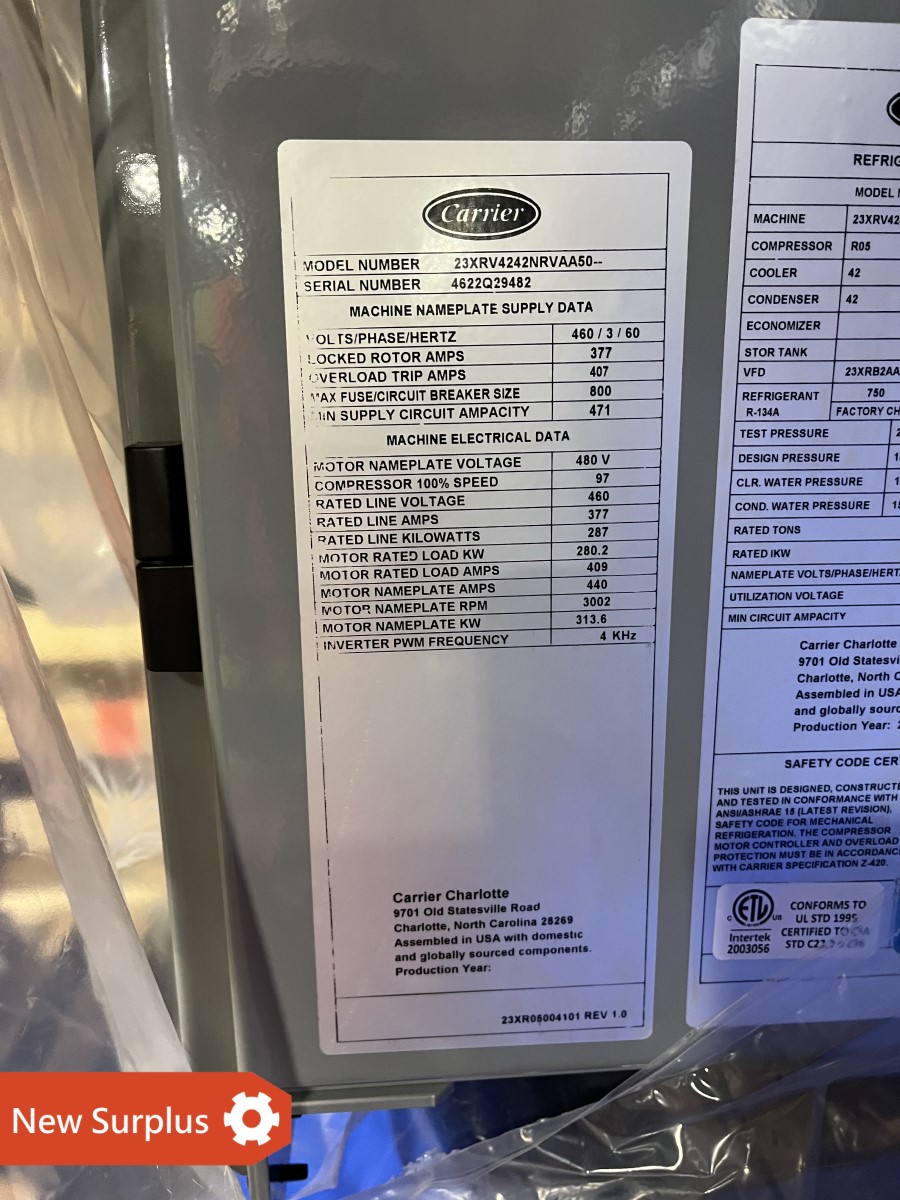 Carrier
MODEL NUMBER 23XRV4242NRVAA50--
SERIAL NUMBER 4622Q29482
MACHINE NAMEPLATE SUPPLY DATA
VOLTS/PHASE/HERTZ 460 / 3 / 60
LOCKED ROTOR AMPS 377
OVERLOAD TRIP AMPS 407
MAX FUSE/CIRCUIT BREAKER SIZE 800
MIN SUPPLY CIRCUIT AMPACITY 471
MACHINE ELECTRICAL DATA
MOTOR NAMEPLATE VOLTAGE 480 V
COMPRESSOR 100% SPEED 97
RATED LINE VOLTAGE 460
RATED LINE AMPS 377
RATED LINE KILOWATTS 287
MOTOR RATED LOAD KW 280.2
MOTOR RATED LOAD AMPS 409
MOTOR NAMEPLATE AMPS 440
MOTOR NAMEPLATE RPM 3002
MOTOR NAMEPLATE KW 313.6
INVERTER PWM FREQUENCY 4 KHz
Carrier Charlotte
9701 Old Statesville Road
Charlotte, North Carolina 28269
Assembled in USA with domestic
and globally sourced components.
Production Year:
23XR05004101 REV 1.0
REFRIG
MODEL
MACHINE 23XRV42
COMPRESSOR R05
COOLER 42
CONDENSER 42
ECONOMIZER
STOR TANK
VFD 23XRB2AA
REFRIGERANT 750
R-134A FACTORY CH
TEST PRESSURE
DESIGN PRESSURE
CLR. WATER PRESSURE
COND. WATER PRESSURE
RATED TONS
RATED IKW
NAMEPLATE VOLTS/PHASE/HERT
UTILIZATION VOLTAGE
MIN CIRCUIT AMPACITY
Carrier Charlotte
9701 Old Statesvi
Charlotte, North C
Assembled in USA
and globally sourc
Production Year:
SAFETY CODE CER
THIS UNIT IS DESIGNED, CONSTRUCTE
AND TESTED IN CONFORMANCE WITH
ANSI/ASHRAE 15 (LATEST REVISION),
SAFETY CODE FOR MECHANICAL
REFRIGERATION. THE COMPRESSOR
MOTOR CONTROLLER AND OVERLOAD
PROTECTION MUST BE IN ACCORDANC
WITH CARRIER SPECIFICATION Z-420.
C ETL US
Intertek
2003056
CONFORMS TO
UL STD 1995
CERTIFIED TO CSA
STD C22.2
New Surplus